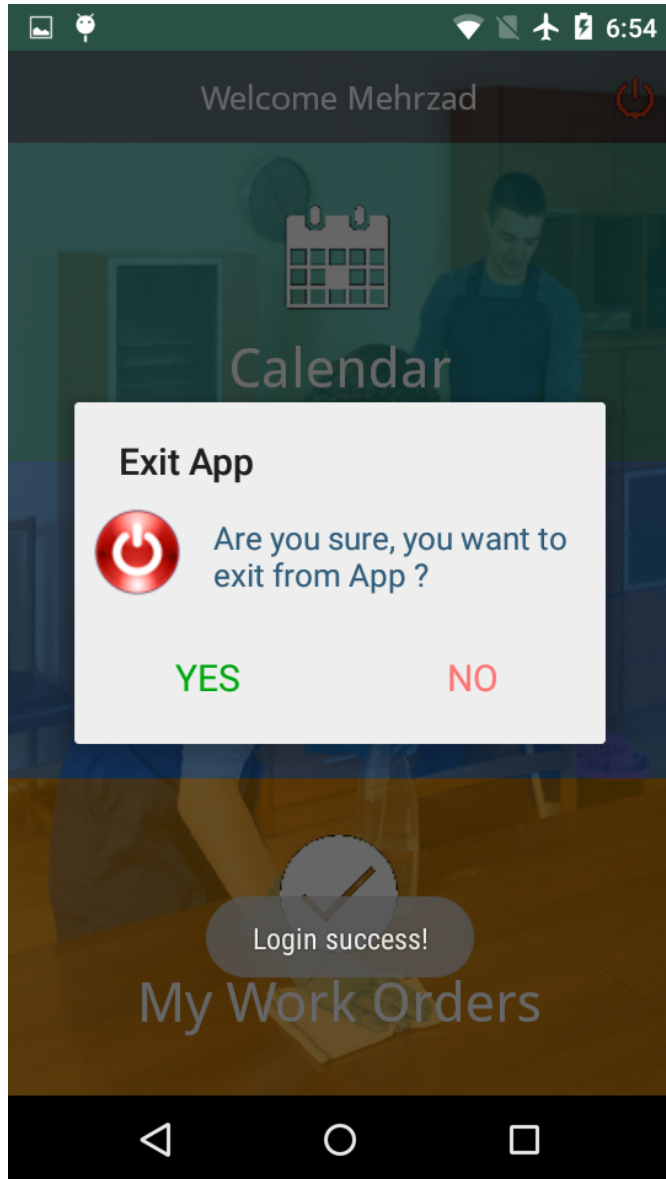 6:54
Welcome Mehrzad
Calendar
Exit App
Are you sure, you want to
exit from App ?
YES NO
Login success!
My Work Orders